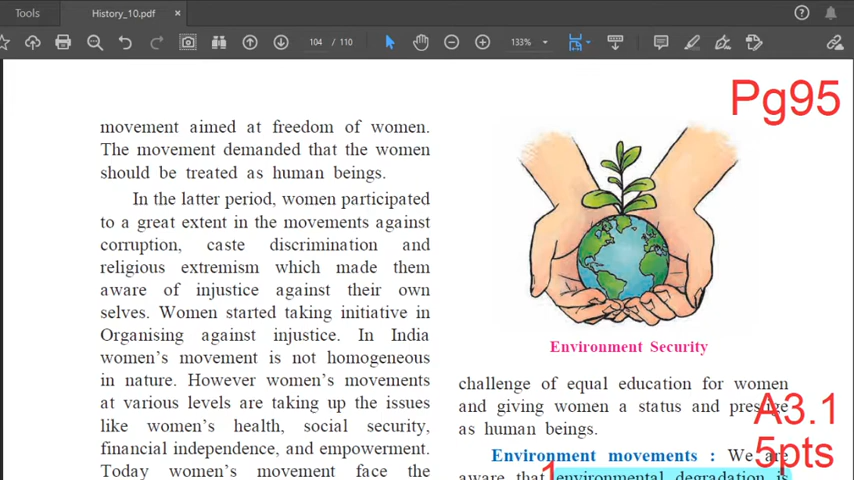 Tools
History_10.pdf
×
104 / 110
133%
Pg95
movement aimed at freedom of women.
The movement demanded that the women
should be treated as human beings.
In the latter period, women participated
to a great extent in the movements against
corruption, caste discrimination and
religious extremism which made them
aware of injustice against their own
selves. Women started taking initiative in
Organising against injustice. In India
women's movement is not homogeneous
in nature. However women's movements
at various levels are taking up the issues
like women's health, social security,
financial independence, and empowerment.
Today women's movement face the
Environment Security
challenge of equal education for women
and giving women a status and prestige
as human beings.
A3.1
5pts
Environment movements : We are
1
aware that environmental degradation is